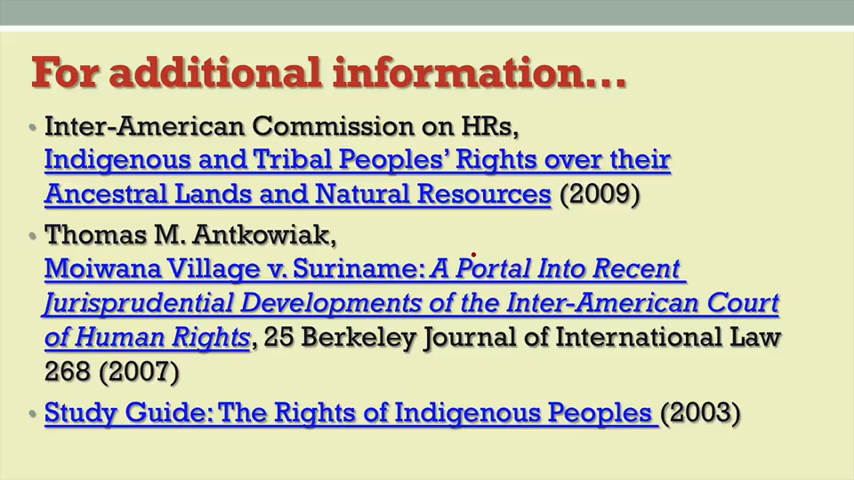 For additional information...
• Inter-American Commission on HRs,
Indigenous and Tribal Peoples' Rights over their
Ancestral Lands and Natural Resources (2009)
• Thomas M. Antkowiak,
Moiwana Village v. Suriname: A Portal Into Recent
Jurisprudential Developments of the Inter-American Court
of Human Rights, 25 Berkeley Journal of International Law
268 (2007)
• Study Guide: The Rights of Indigenous Peoples (2003)